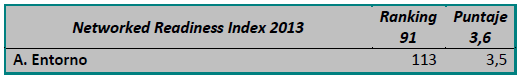 Networked Readiness Index 2013 Ranking Puntaje
91 3,6
A. Entorno 113 3,5